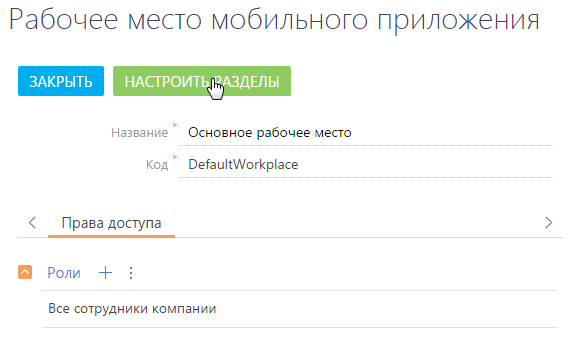 Рабочее место мобильного приложения
ЗАКРЫТЬ НАСТРОИТЬ РАЗДЕЛЫ
Название * Основное рабочее место
Код * DefaultWorkplace
Права доступа
Роли
Все сотрудники компании